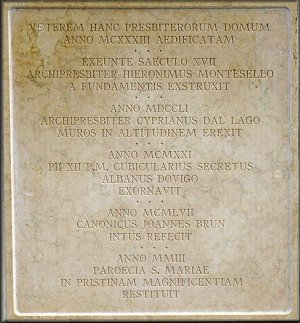 VETEREM HANC PRESBITERORUM DOMUM
ANNO MCXXXIII AEDIFICATAM
• • •
EXEUNTE SAECULO XVII
ARCHIPRESBITER HIERONIMUS MONTESELLO
A FUNDAMENTIS EXSTRUXIT
• • •
ANNO MDCCLI
ARCHIPRESBITER CYPRIANUS DAL LAGO
MUROS IN ALTITUDINEM EREXIT
• • •
ANNO MCMXXI
PII XII P.M. CUBICULARIUS SECRETUS
ALBANUS DOVIGO
EXORNAVIT
• • •
ANNO MCMLVII
CANONICUS JOANNES BRUN
INTUS REFECIT
• • •
ANNO MMIII
PAROECIA S. MARIAE
IN PRISTINAM MAGNIFICENTIAM
RESTITUIT